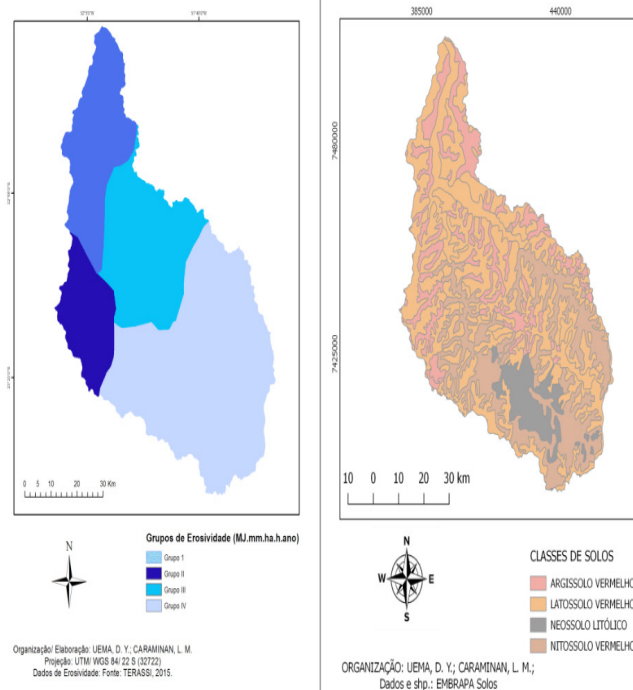 385000 440000
7480000
7425000
0 5 10 20 30 Km
N
Grupos de Erosividade (MJ.mm.ha.h.ano)
Grupo 1
Grupo II
Grupo III
Grupo IV
Organização/ Elaboração: UEMA, D. Y.; CARAMINAN, L. M.
Projeção: UTM/ WGS 84/ 22 S (32722)
Dados de Erosividade: Fonte: TERASSI, 2015.
10 0 10 20 30 km
N
W E
S
CLASSES DE SOLOS
ARGISSOLO VERMELHO
LATOSSOLO VERMELHO
NEOSSOLO LITÓLICO
NITOSSOLO VERMELHO
ORGANIZAÇÃO: UEMA, D. Y.; CARAMINAN, L. M.;
Dados e shp.: EMBRAPA Solos